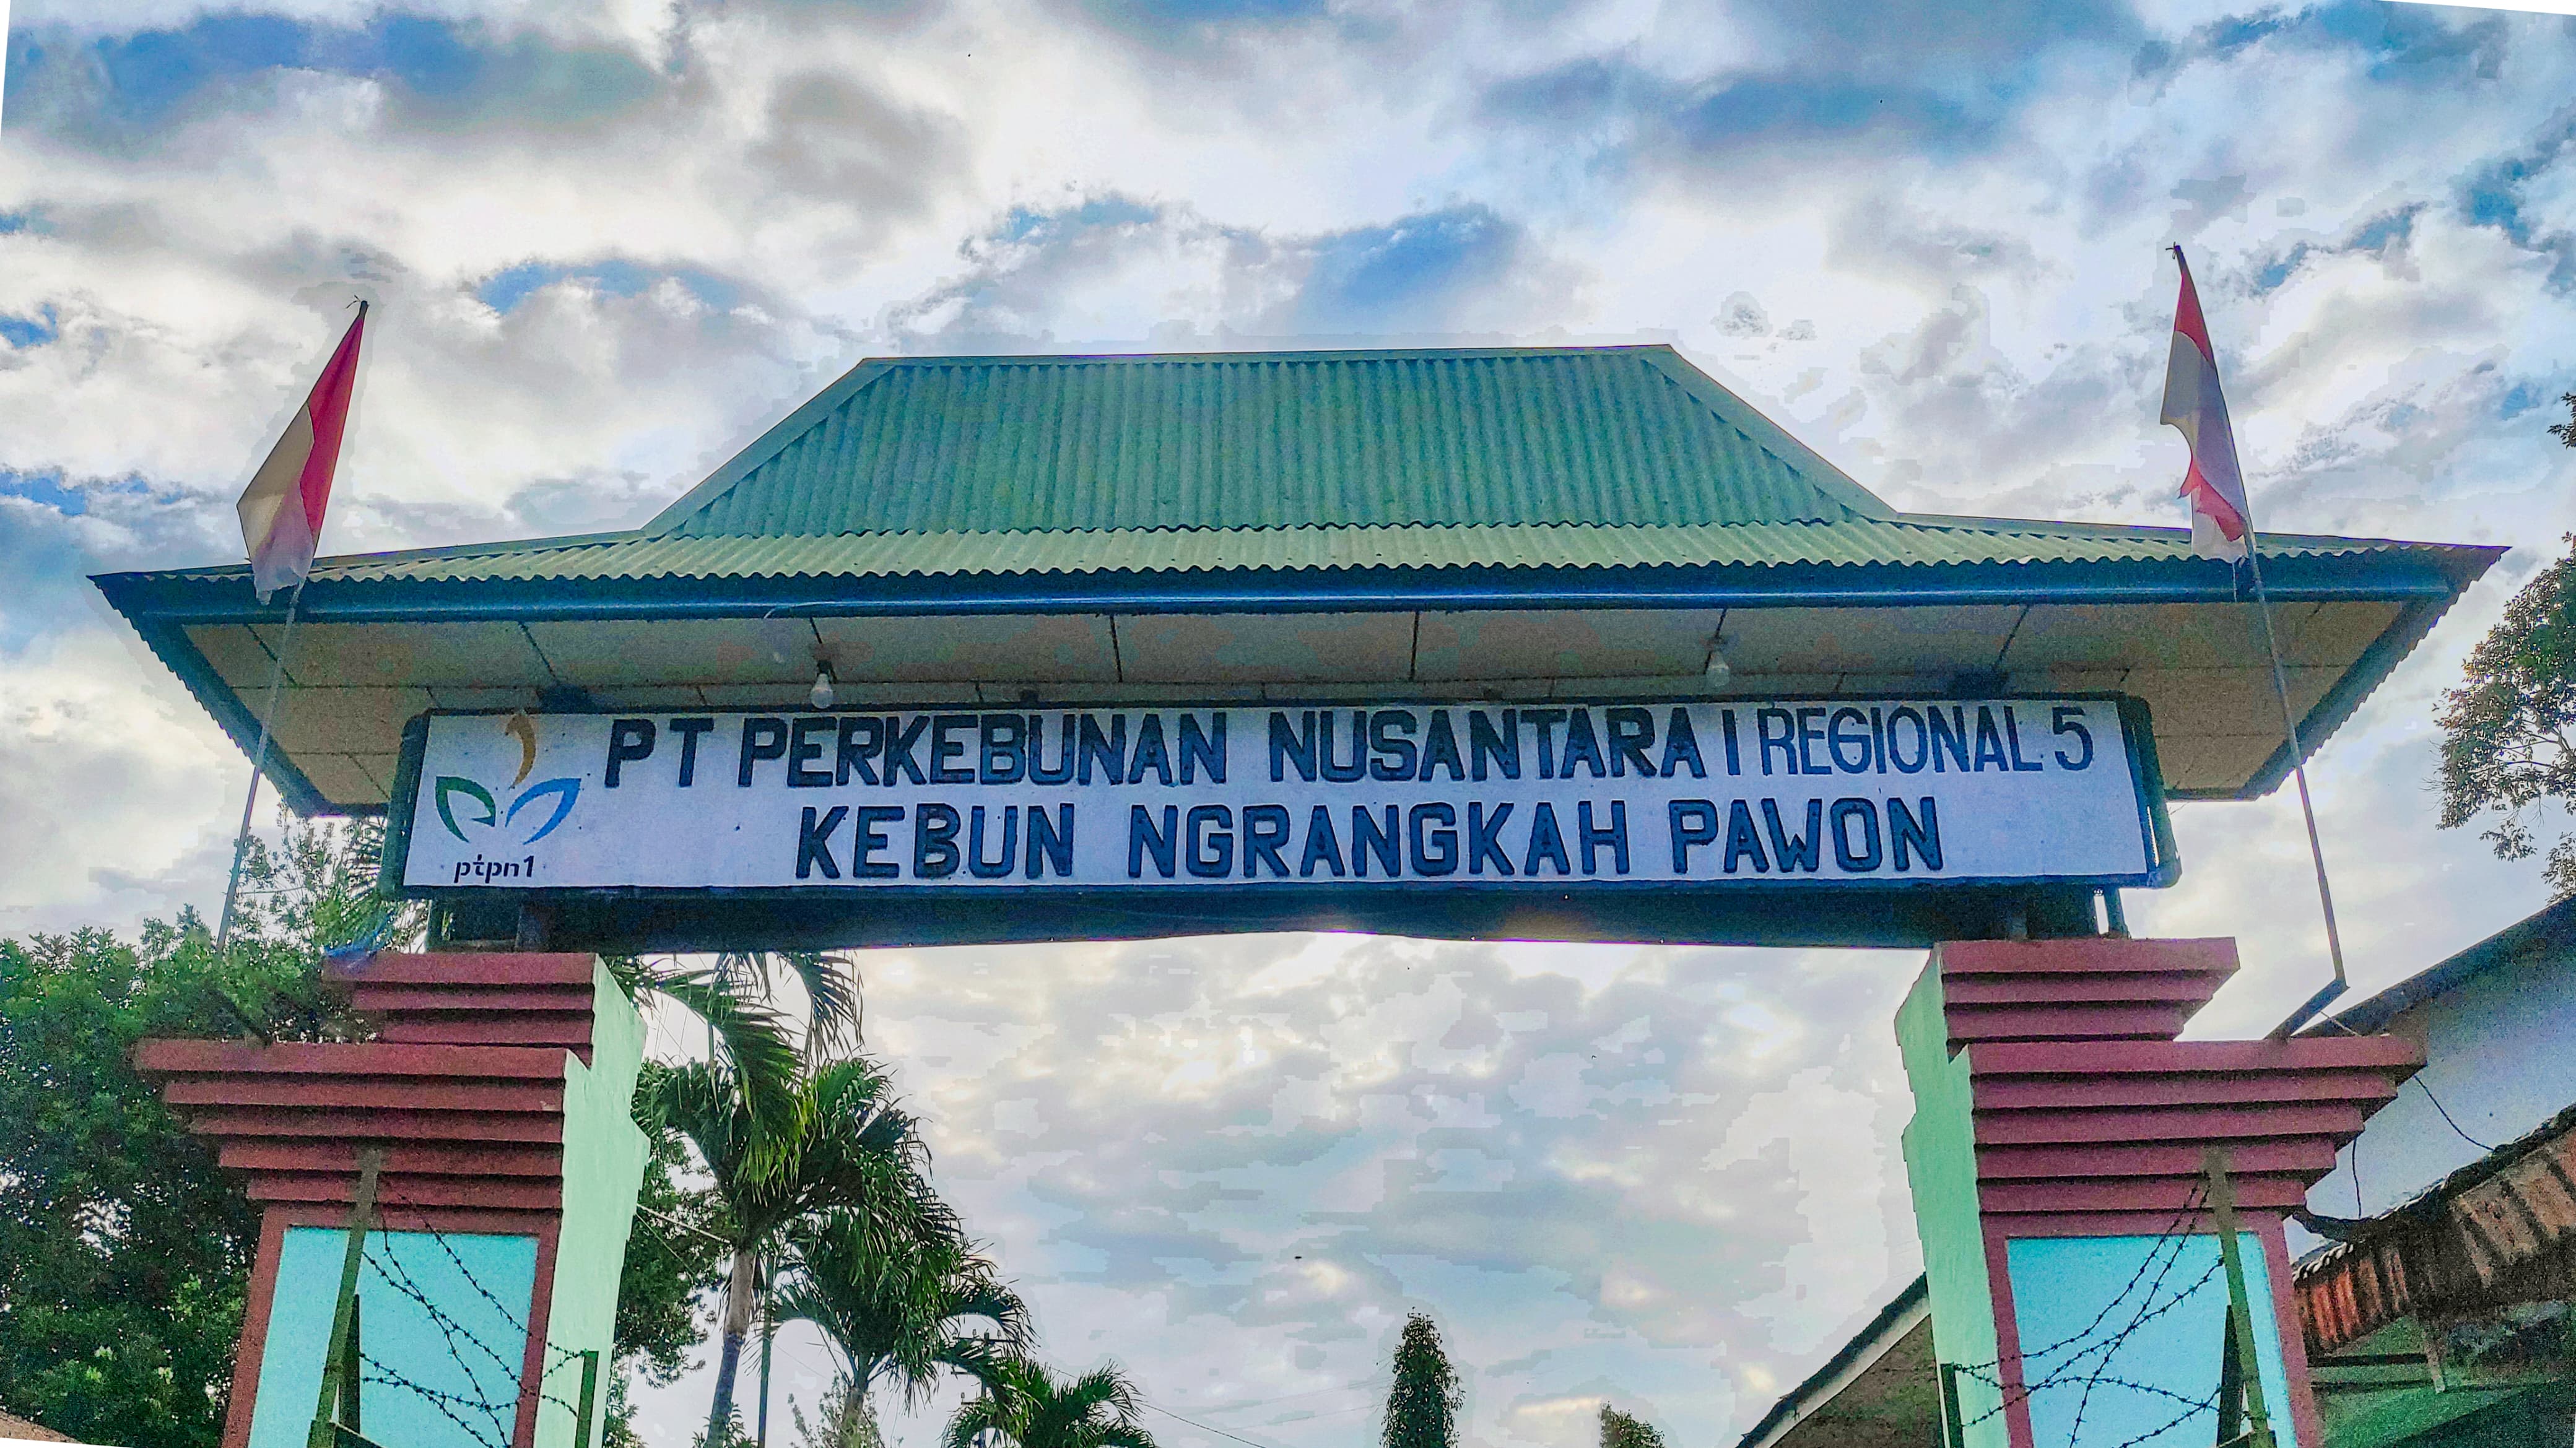 PT PERKEBUNAN NUSANTARA I REGIONAL 5
KEBUN NGRANGKAH PAWON
ptpn1